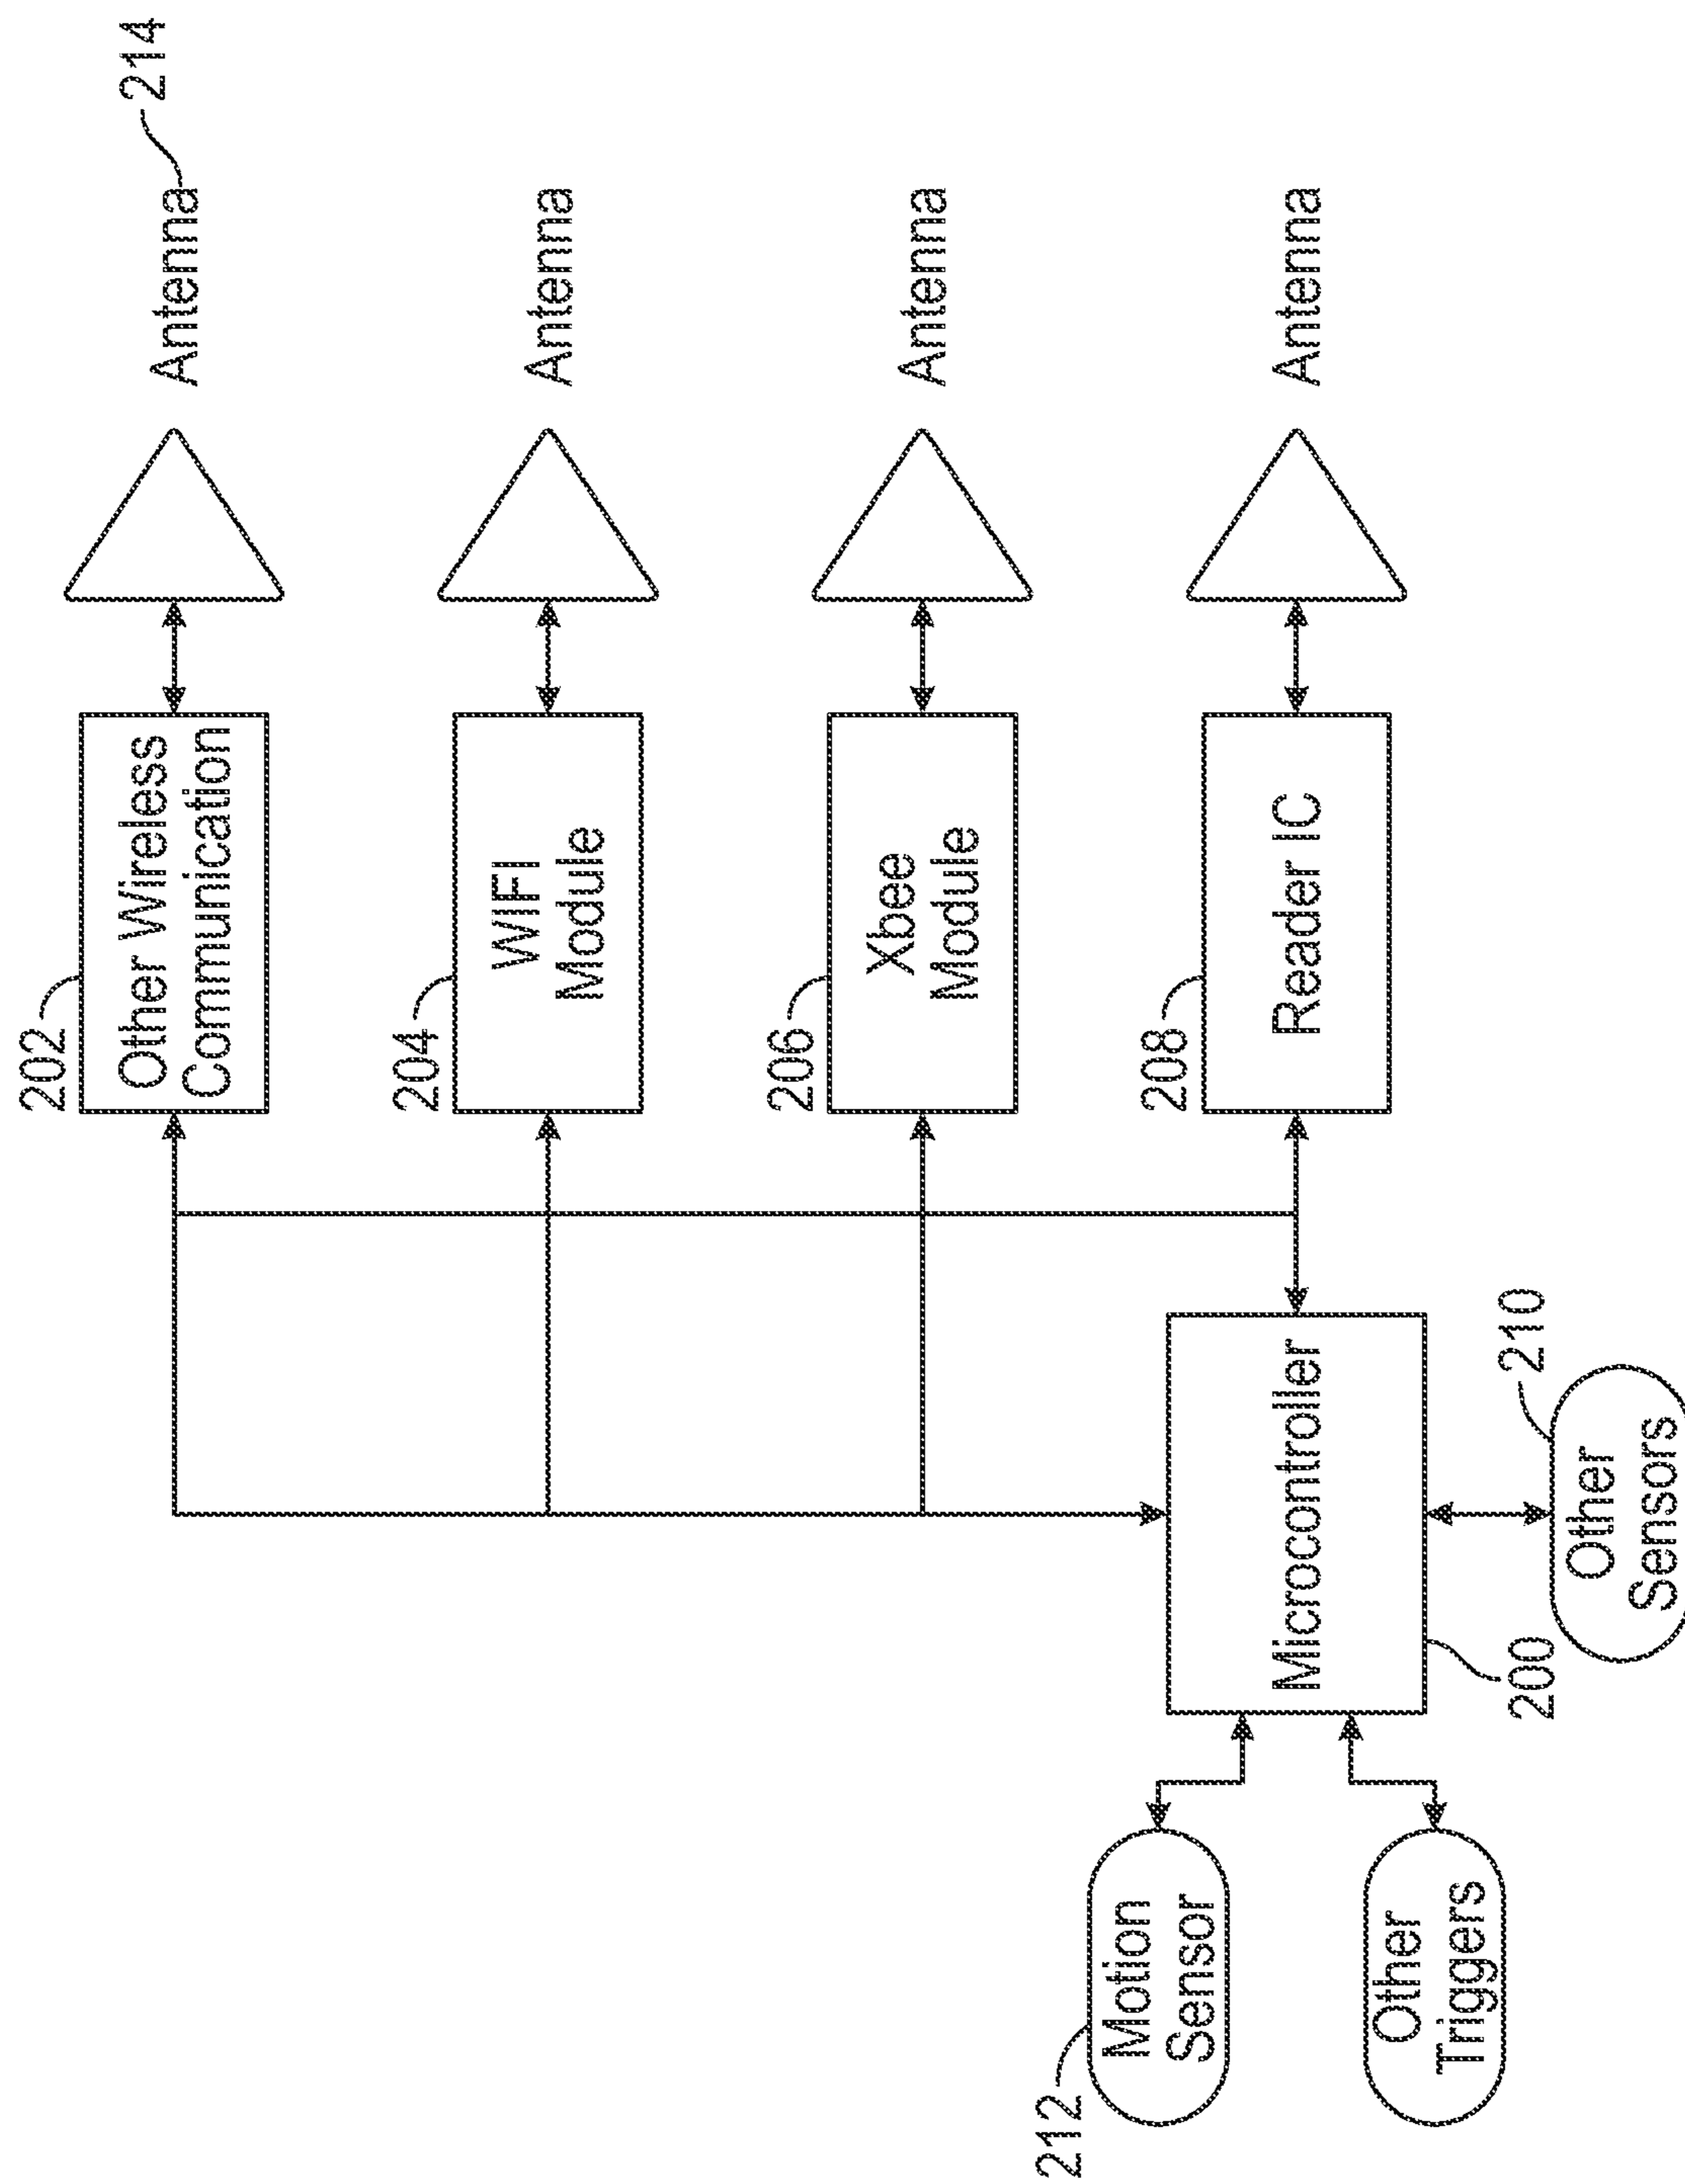 202
Other Wireless
Communication
Antenna
214
204
WIFI
Module
Antenna
206
Xbee
Module
Antenna
208
Reader IC
Antenna
212
Motion
Sensor
Other
Triggers
Microcontroller
200
Other
Sensors
210